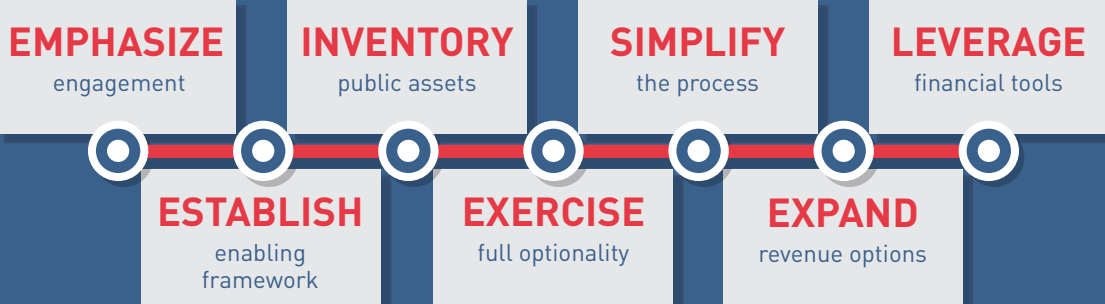 EMPHASIZE
engagement
ESTABLISH
enabling
framework
INVENTORY
public assets
EXERCISE
full optionality
SIMPLIFY
the process
EXPAND
revenue options
LEVERAGE
financial tools